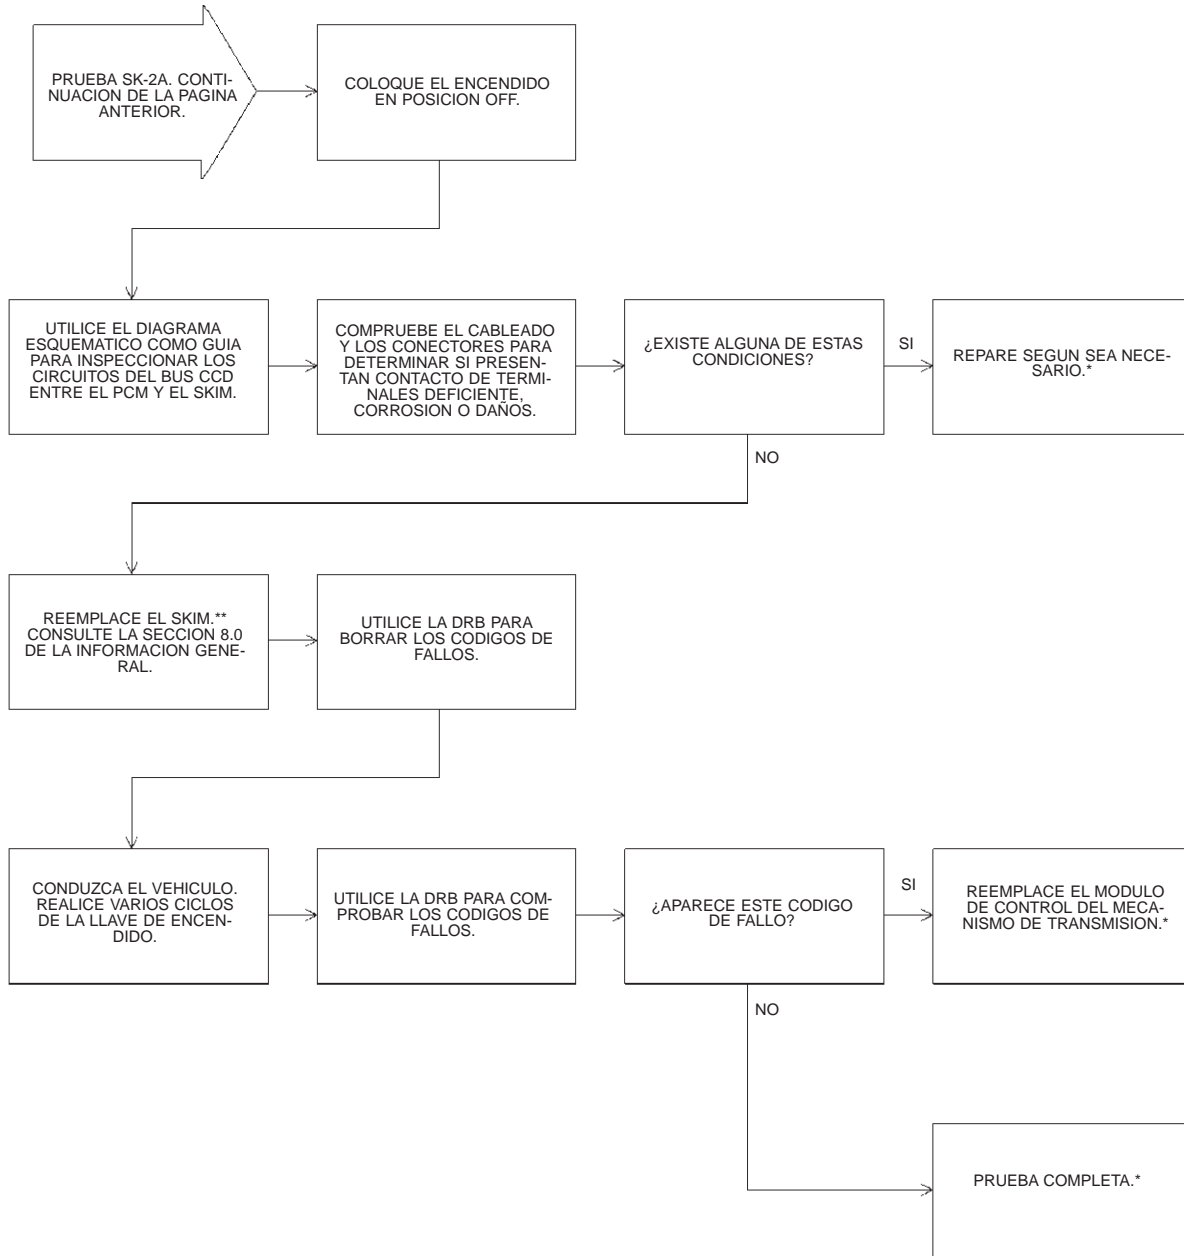 PRUEBA SK-2A. CONTI-
NUACION DE LA PAGINA
ANTERIOR.
COLOQUE EL ENCENDIDO
EN POSICION OFF.
UTILICE EL DIAGRAMA
ESQUEMATICO COMO GUIA
PARA INSPECCIONAR LOS
CIRCUITOS DEL BUS CCD
ENTRE EL PCM Y EL SKIM.
COMPRUEBE EL CABLEADO
Y LOS CONECTORES PARA
DETERMINAR SI PRESEN-
TAN CONTACTO DE TERMI-
NALES DEFICIENTE,
CORROSION O DAÑOS.
¿EXISTE ALGUNA DE ESTAS
CONDICIONES?
SI
REPARE SEGUN SEA NECE-
SARIO.*
NO
REEMPLACE EL SKIM.**
CONSULTE LA SECCION 8.0
DE LA INFORMACION GENE-
RAL.
UTILICE LA DRB PARA
BORRAR LOS CODIGOS DE
FALLOS.
CONDUZCA EL VEHICULO.
REALICE VARIOS CICLOS
DE LA LLAVE DE ENCEN-
DIDO.
UTILICE LA DRB PARA COM-
PROBAR LOS CODIGOS DE
FALLOS.
¿APARECE ESTE CODIGO
DE FALLO?
SI
REEMPLACE EL MODULO
DE CONTROL DEL MECA-
NISMO DE TRANSMISION.*
NO
PRUEBA COMPLETA.*